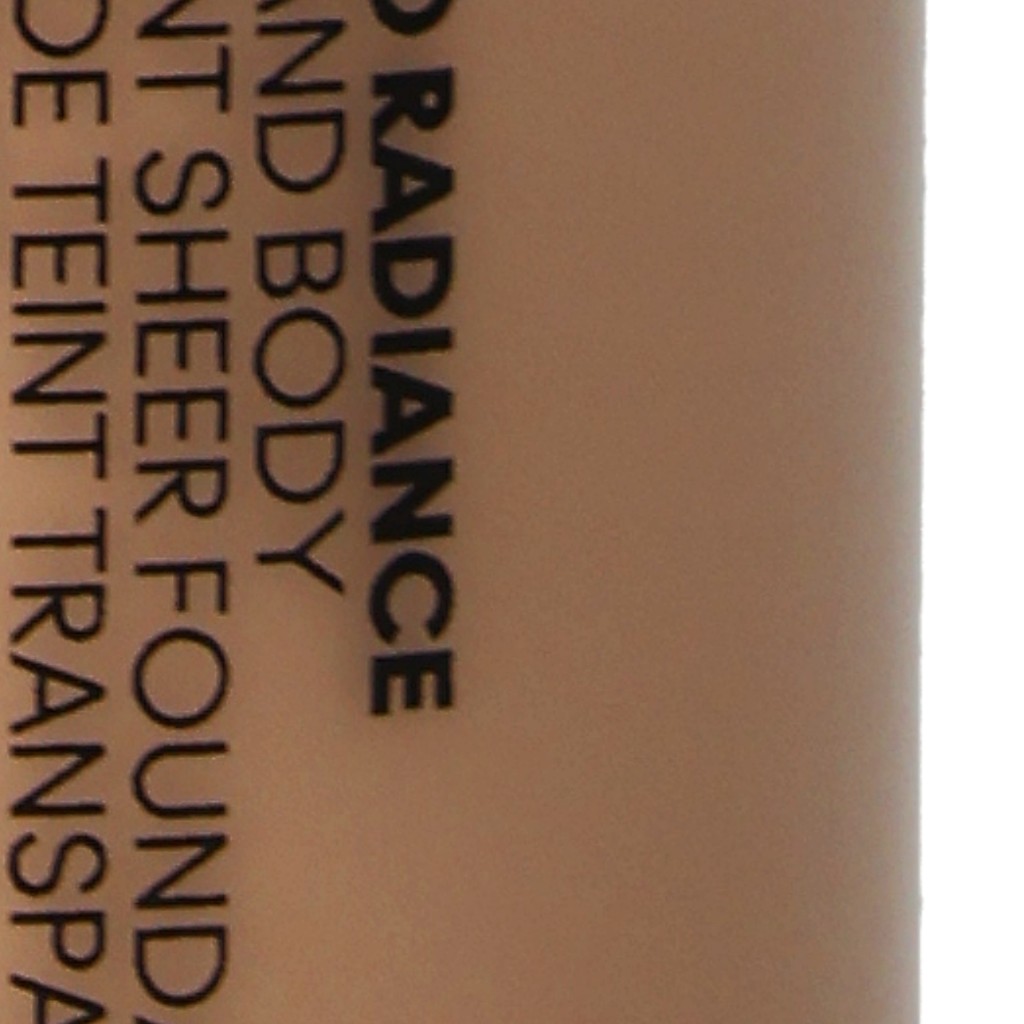 RADIANCE
AND BODY
NT SHEER FOUND
DE TEINT TRANSPA